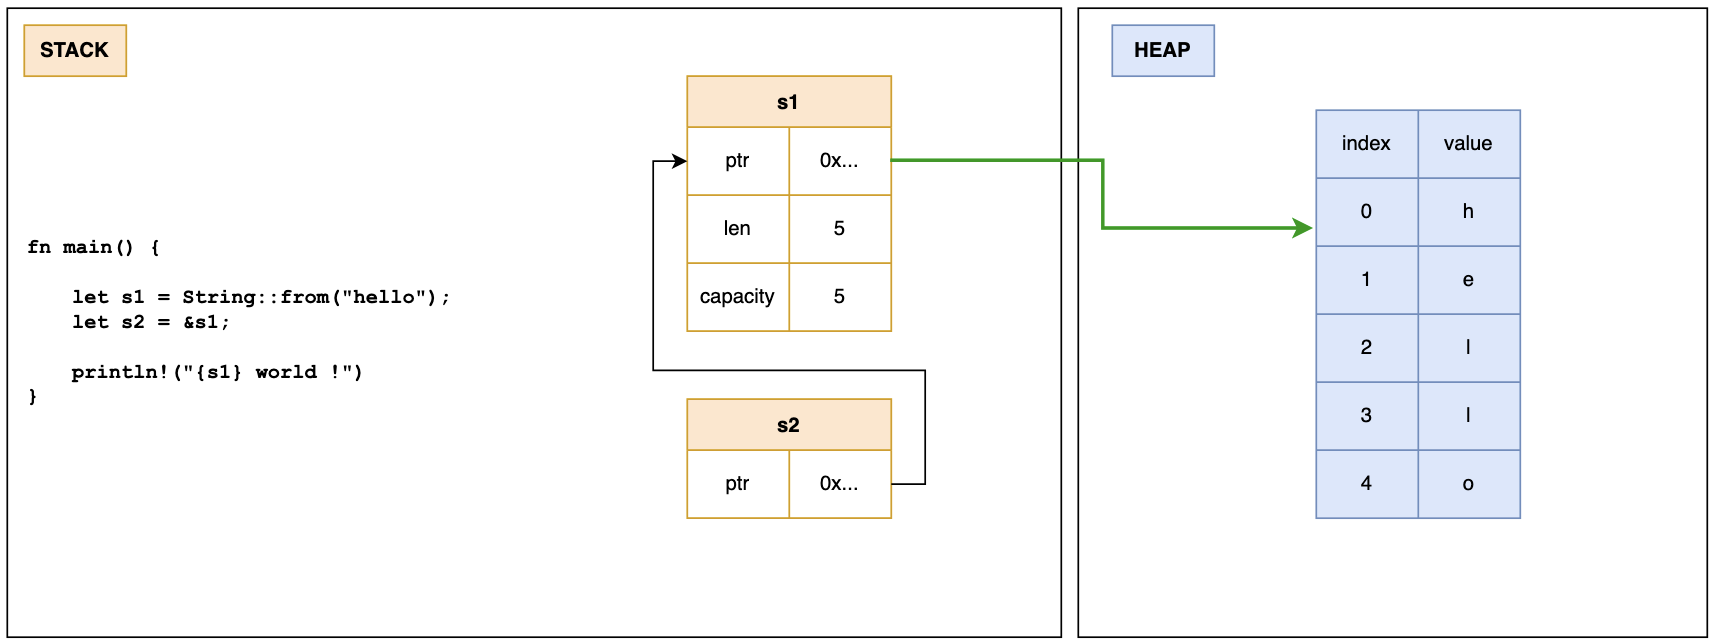 STACK
fn main() {
let s1 = String::from("hello");
let s2 = &s1;
println!("{s1} world !")
}
s1
ptr 0x...
len 5
capacity 5
s2
ptr 0x...
HEAP
index value
0 h
1 e
2 l
3 l
4 o